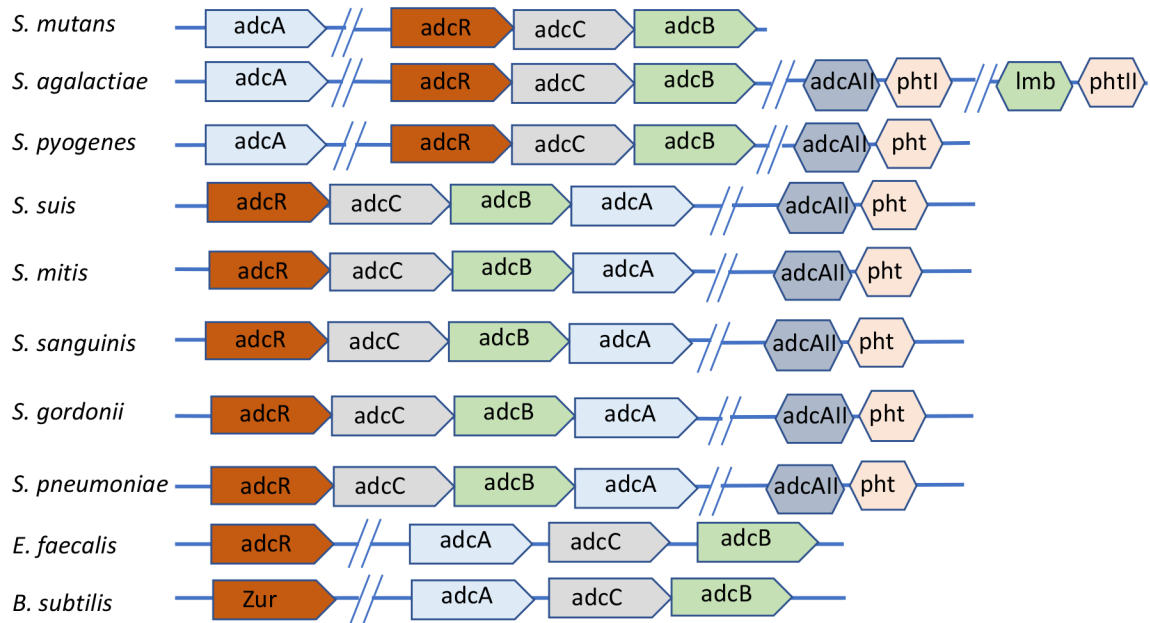 S. mutans adcA adcR adcC adcB
S. agalactiae adcA adcR adcC adcB adcAII phtI lmb phtII
S. pyogenes adcA adcR adcC adcB adcAII pht
S. suis adcR adcC adcB adcA adcAII pht
S. mitis adcR adcC adcB adcA adcAII pht
S. sanguinis adcR adcC adcB adcA adcAII pht
S. gordonii adcR adcC adcB adcA adcAII pht
S. pneumoniae adcR adcC adcB adcA adcAII pht
E. faecalis adcR adcA adcC adcB
B. subtilis Zur adcA adcC adcB